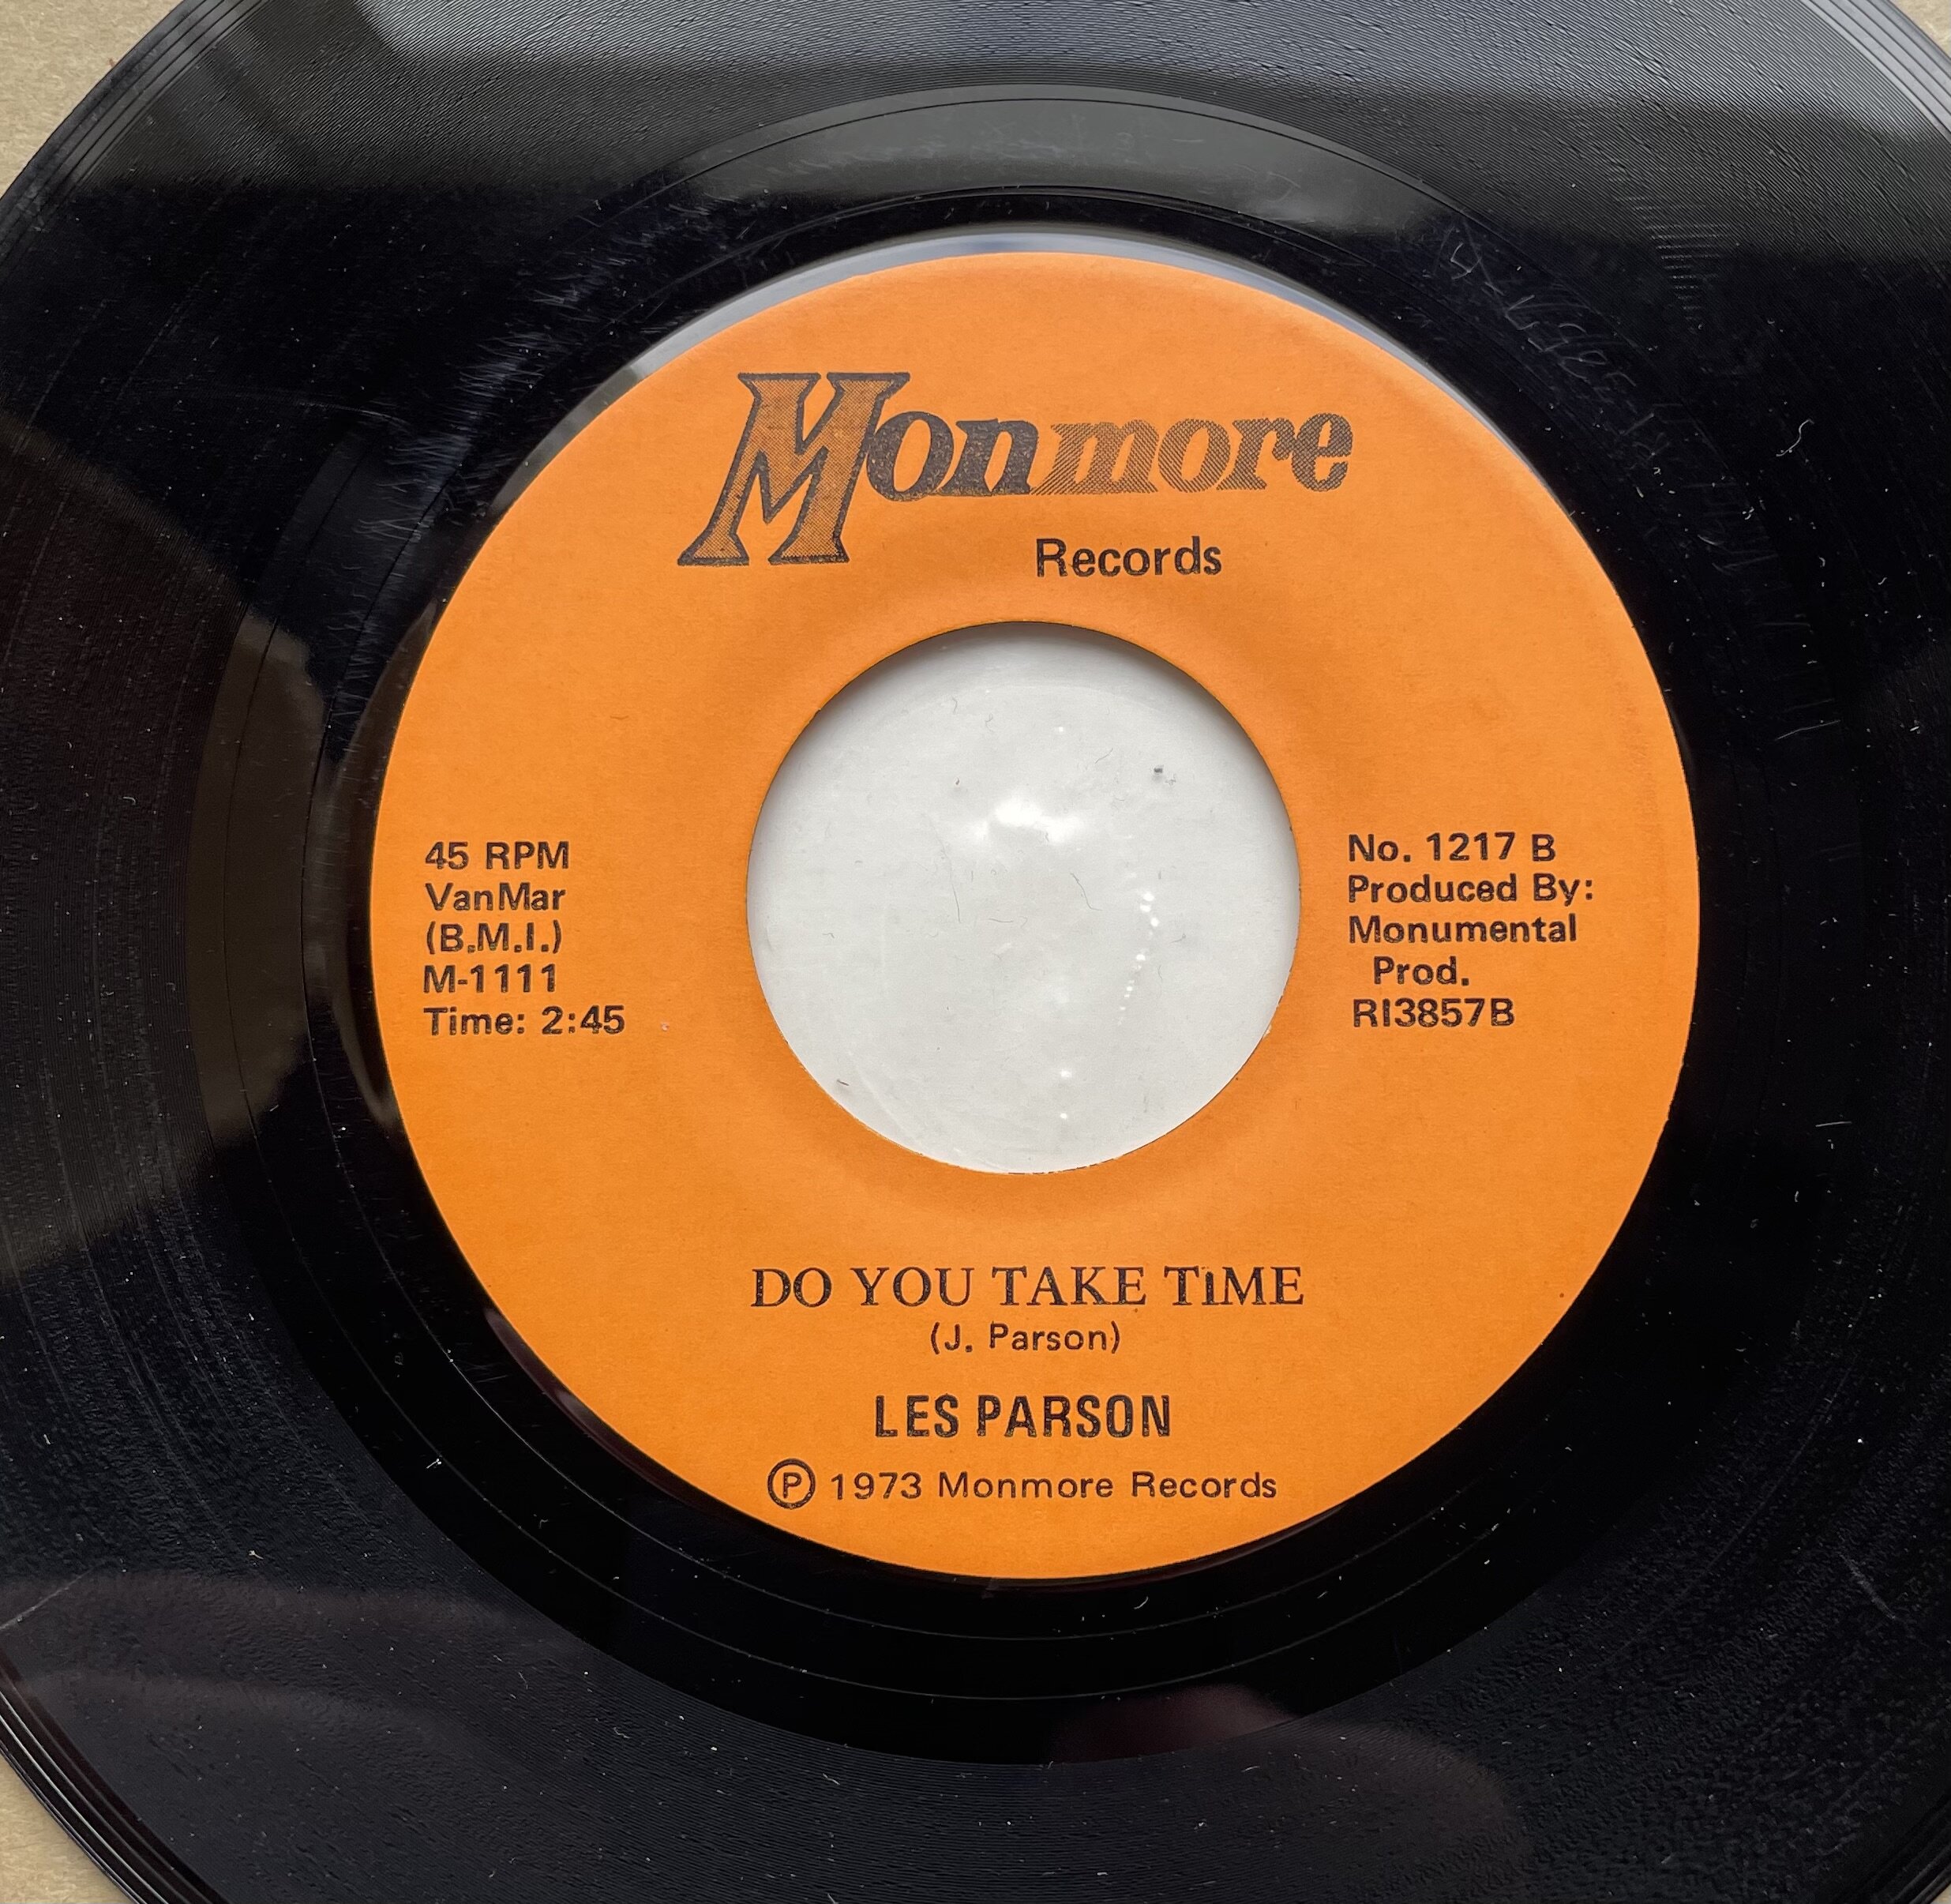 Monmore
Records
45 RPM
VanMar
(B.M.I.)
M-1111
Time: 2:45
No. 1217 B
Produced By:
Monumental
Prod.
RI3857B
DO YOU TAKE TIME
(J. Parson)
LES PARSON
Ⓟ 1973 Monmore Records